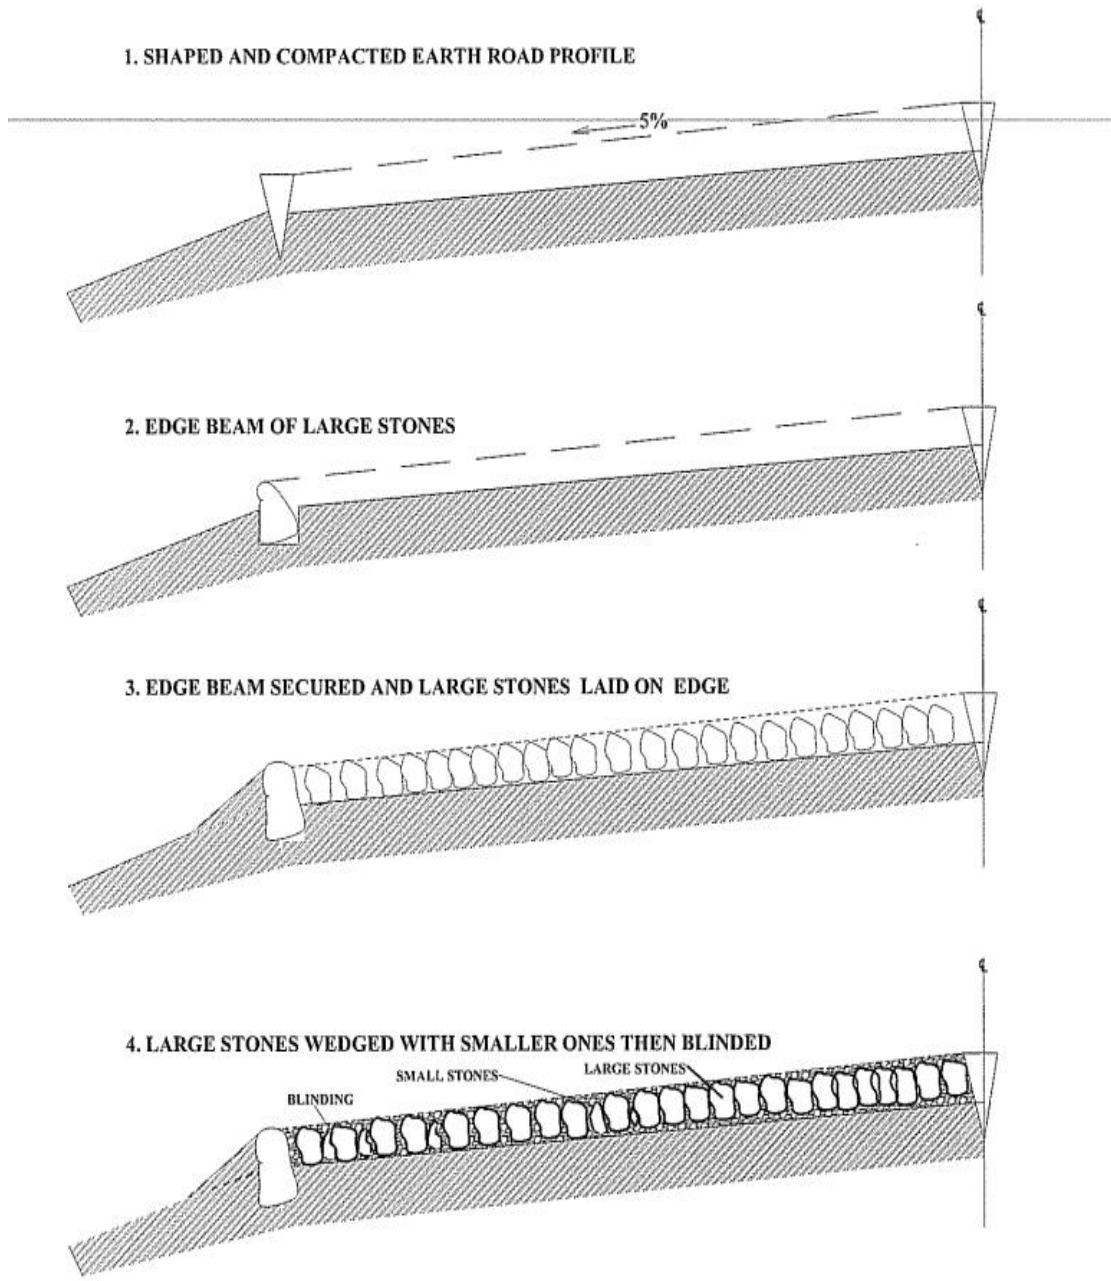 ℄
1. SHAPED AND COMPACTED EARTH ROAD PROFILE
5%
℄
2. EDGE BEAM OF LARGE STONES
℄
3. EDGE BEAM SECURED AND LARGE STONES LAID ON EDGE
℄
4. LARGE STONES WEDGED WITH SMALLER ONES THEN BLINDED
LARGE STONES
SMALL STONES
BLINDING